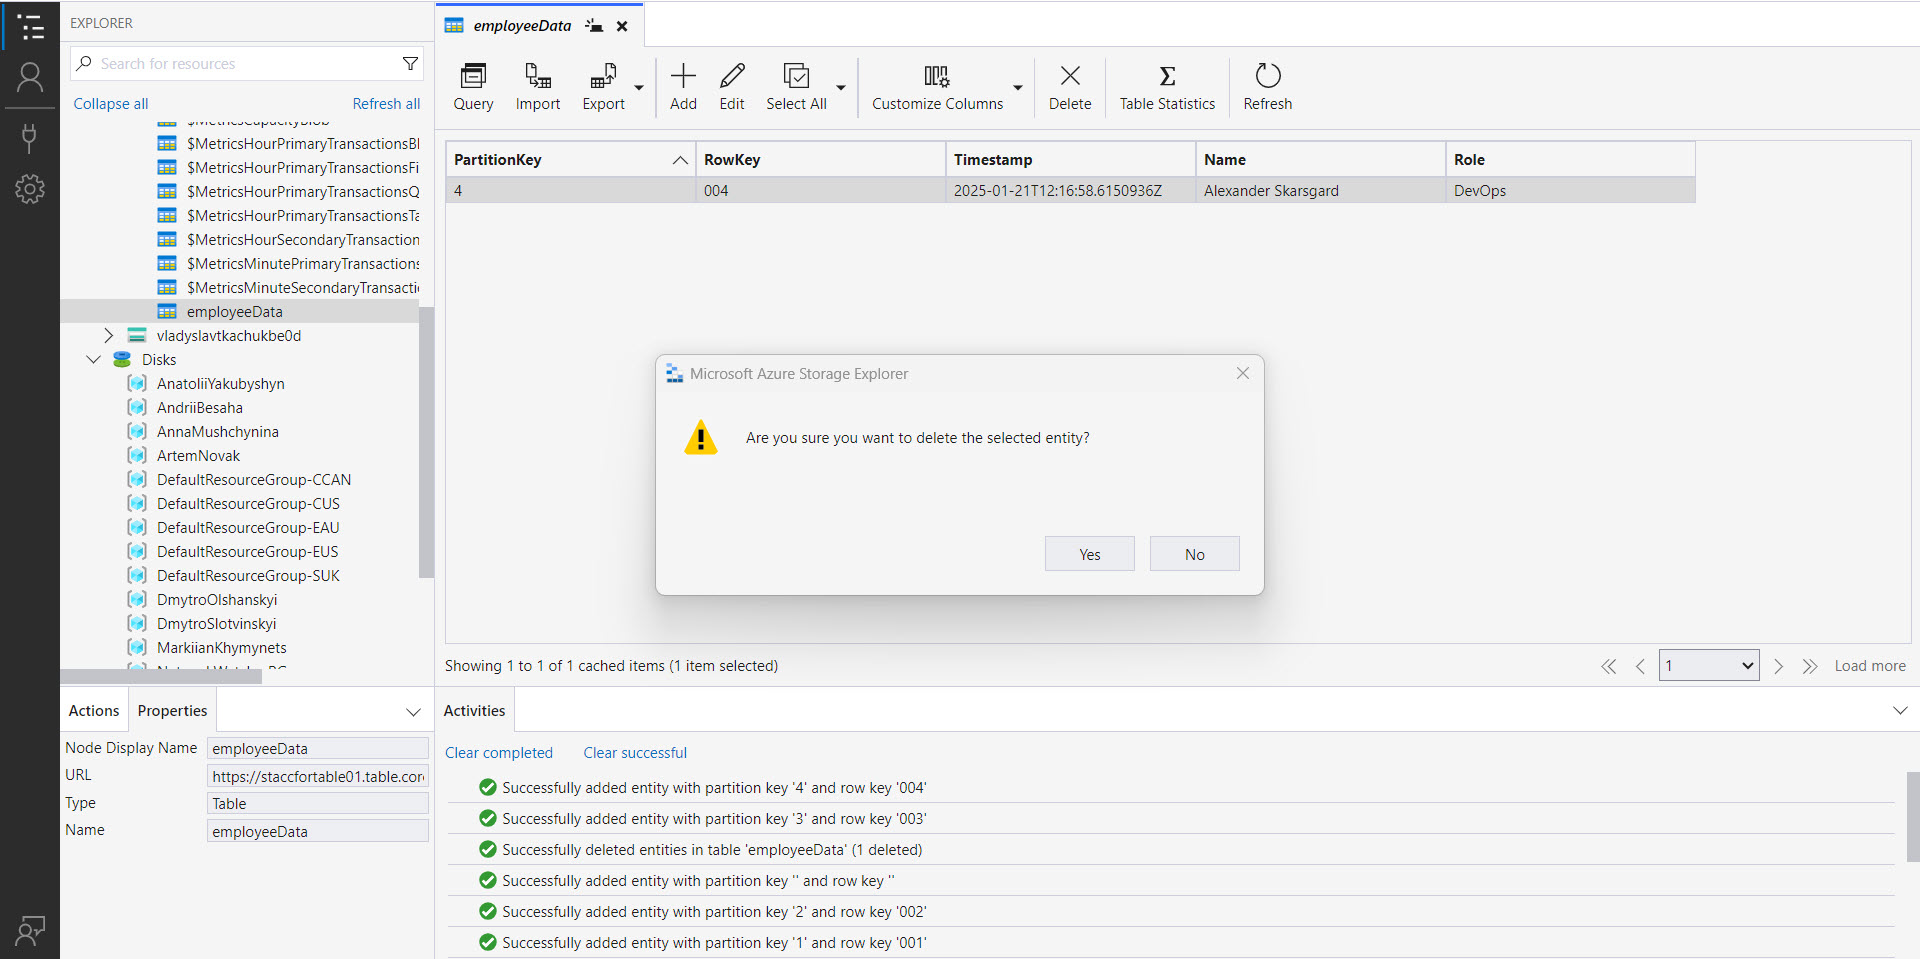 EXPLORER
Search for resources
Collapse all
Refresh all
$MetricsCapacityBlob
$MetricsHourPrimaryTransactionsBl
$MetricsHourPrimaryTransactionsFi
$MetricsHourPrimaryTransactionsQ
$MetricsHourPrimaryTransactionsTa
$MetricsHourSecondaryTransaction
$MetricsMinutePrimaryTransactions
$MetricsMinuteSecondaryTransacti
employeeData
vladyslavtkachukbe0d
Disks
AnatoliiYakubyshyn
AndriiBesaha
AnnaMushchynina
ArtemNovak
DefaultResourceGroup-CCAN
DefaultResourceGroup-CUS
DefaultResourceGroup-EAU
DefaultResourceGroup-EUS
DefaultResourceGroup-SUK
DmytroOlshanskyi
DmytroSlotvinskyi
MarkiianKhymynets
Actions
Properties
Node Display Name employeeData
URL https://staccfortable01.table.core
Type Table
Name employeeData
employeeData
Query
Import
Export
Add
Edit
Select All
Customize Columns
Delete
Table Statistics
Refresh
PartitionKey RowKey Timestamp Name Role
4 004 2025-01-21T12:16:58.6150936Z Alexander Skarsgard DevOps
Microsoft Azure Storage Explorer
Are you sure you want to delete the selected entity?
Yes
No
Showing 1 to 1 of 1 cached items (1 item selected)
1
Load more
Activities
Clear completed
Clear successful
Successfully added entity with partition key '4' and row key '004'
Successfully added entity with partition key '3' and row key '003'
Successfully deleted entities in table 'employeeData' (1 deleted)
Successfully added entity with partition key '' and row key ''
Successfully added entity with partition key '2' and row key '002'
Successfully added entity with partition key '1' and row key '001'